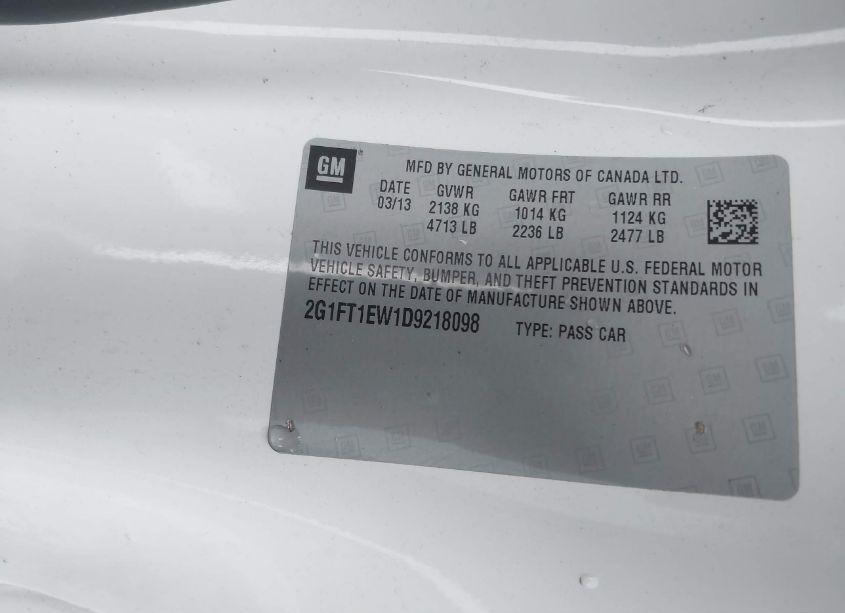 GM
MFD BY GENERAL MOTORS OF CANADA LTD.
DATE GVWR GAWR FRT GAWR RR
03/13 2138 KG 1014 KG 1124 KG
4713 LB 2236 LB 2477 LB
THIS VEHICLE CONFORMS TO ALL APPLICABLE U.S. FEDERAL MOTOR
VEHICLE SAFETY, BUMPER, AND THEFT PREVENTION STANDARDS IN
EFFECT ON THE DATE OF MANUFACTURE SHOWN ABOVE.
2G1FT1EW1D9218098 TYPE: PASS CAR